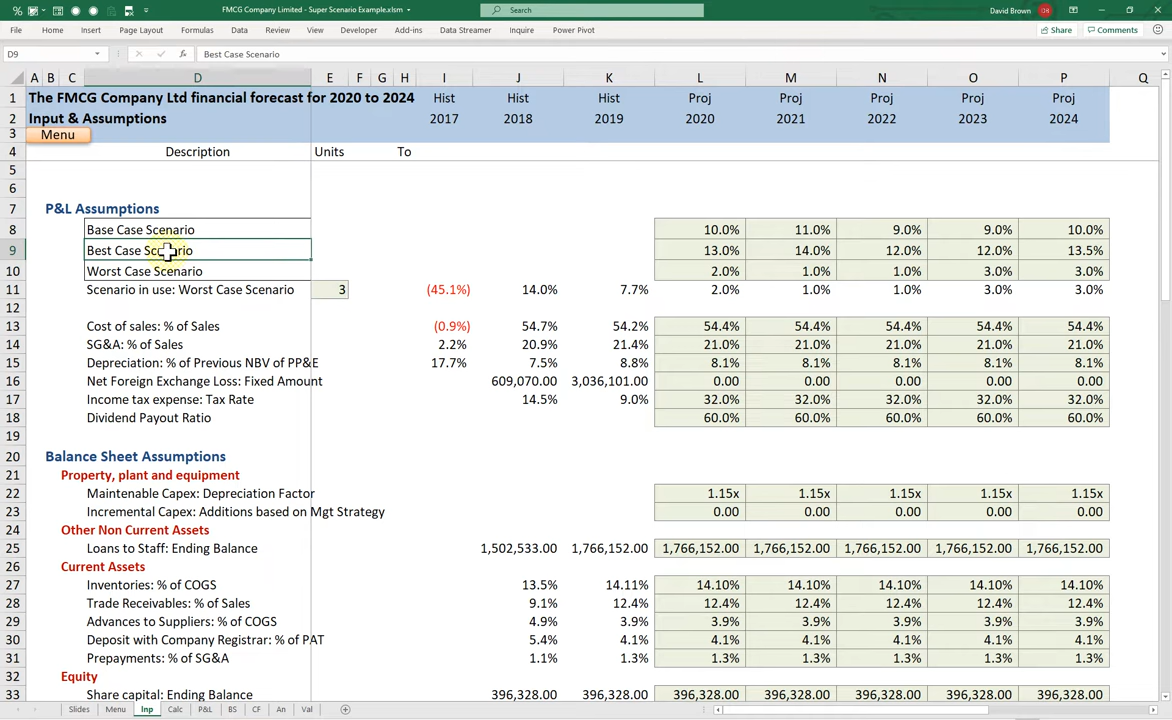 FMCG Company Limited - Super Scenario Example.xlsm
Search
David Brown
File Home Insert Page Layout Formulas Data Review View Developer Add-ins Data Streamer Inquire Power Pivot Share Comments
D9 fx Best Case Scenario
A B C D E F G H I J K L M N O P Q
1 The FMCG Company Ltd financial forecast for 2020 to 2024 Hist Hist Hist Proj Proj Proj Proj Proj
2 Input & Assumptions 2017 2018 2019 2020 2021 2022 2023 2024
3 Menu
4 Description Units To
5
6
7 P&L Assumptions
8 Base Case Scenario 10.0% 11.0% 9.0% 9.0% 10.0%
9 Best Case Scenario 13.0% 14.0% 12.0% 12.0% 13.5%
10 Worst Case Scenario 2.0% 1.0% 1.0% 3.0% 3.0%
11 Scenario in use: Worst Case Scenario 3 (45.1%) 14.0% 7.7% 2.0% 1.0% 1.0% 3.0% 3.0%
12
13 Cost of sales: % of Sales (0.9%) 54.7% 54.2% 54.4% 54.4% 54.4% 54.4% 54.4%
14 SG&A: % of Sales 2.2% 20.9% 21.4% 21.0% 21.0% 21.0% 21.0% 21.0%
15 Depreciation: % of Previous NBV of PP&E 17.7% 7.5% 8.8% 8.1% 8.1% 8.1% 8.1% 8.1%
16 Net Foreign Exchange Loss: Fixed Amount 609,070.00 3,036,101.00 0.00 0.00 0.00 0.00 0.00
17 Income tax expense: Tax Rate 14.5% 9.0% 32.0% 32.0% 32.0% 32.0% 32.0%
18 Dividend Payout Ratio 60.0% 60.0% 60.0% 60.0% 60.0%
19
20 Balance Sheet Assumptions
21 Property, plant and equipment
22 Maintenable Capex: Depreciation Factor 1.15x 1.15x 1.15x 1.15x 1.15x
23 Incremental Capex: Additions based on Mgt Strategy 0.00 0.00 0.00 0.00 0.00
24 Other Non Current Assets
25 Loans to Staff: Ending Balance 1,502,533.00 1,766,152.00 1,766,152.00 1,766,152.00 1,766,152.00 1,766,152.00 1,766,152.00
26 Current Assets
27 Inventories: % of COGS 13.5% 14.11% 14.10% 14.10% 14.10% 14.10% 14.10%
28 Trade Receivables: % of Sales 9.1% 12.4% 12.4% 12.4% 12.4% 12.4% 12.4%
29 Advances to Suppliers: % of COGS 4.9% 3.9% 3.9% 3.9% 3.9% 3.9% 3.9%
30 Deposit with Company Registrar: % of PAT 5.4% 4.1% 4.1% 4.1% 4.1% 4.1% 4.1%
31 Prepayments: % of SG&A 1.1% 1.3% 1.3% 1.3% 1.3% 1.3% 1.3%
32 Equity
33 Share capital: Ending Balance 396,328.00 396,328.00 396,328.00 396,328.00 396,328.00 396,328.00 396,328.00
Slides Menu Inp Calc P&L BS CF An Val